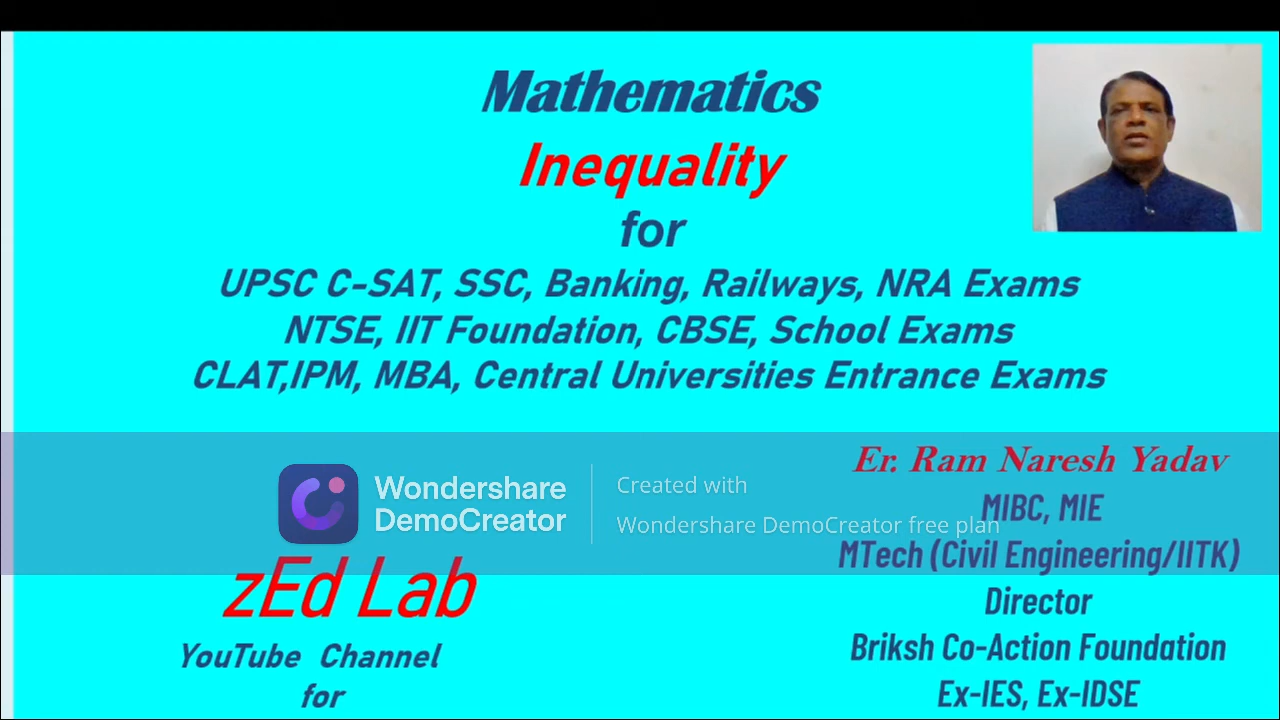 Mathematics
Inequality
for
UPSC C-SAT, SSC, Banking, Railways, NRA Exams
NTSE, IIT Foundation, CBSE, School Exams
CLAT,IPM, MBA, Central Universities Entrance Exams
Er. Ram Naresh Yadav
MIBC, MIE
MTech (Civil Engineering/IITK)
Director
Briksh Co-Action Foundation
Ex-IES, Ex-IDSE
Wondershare
DemoCreator
Created with
Wondershare DemoCreator free plan
zEd Lab
YouTube Channel
for